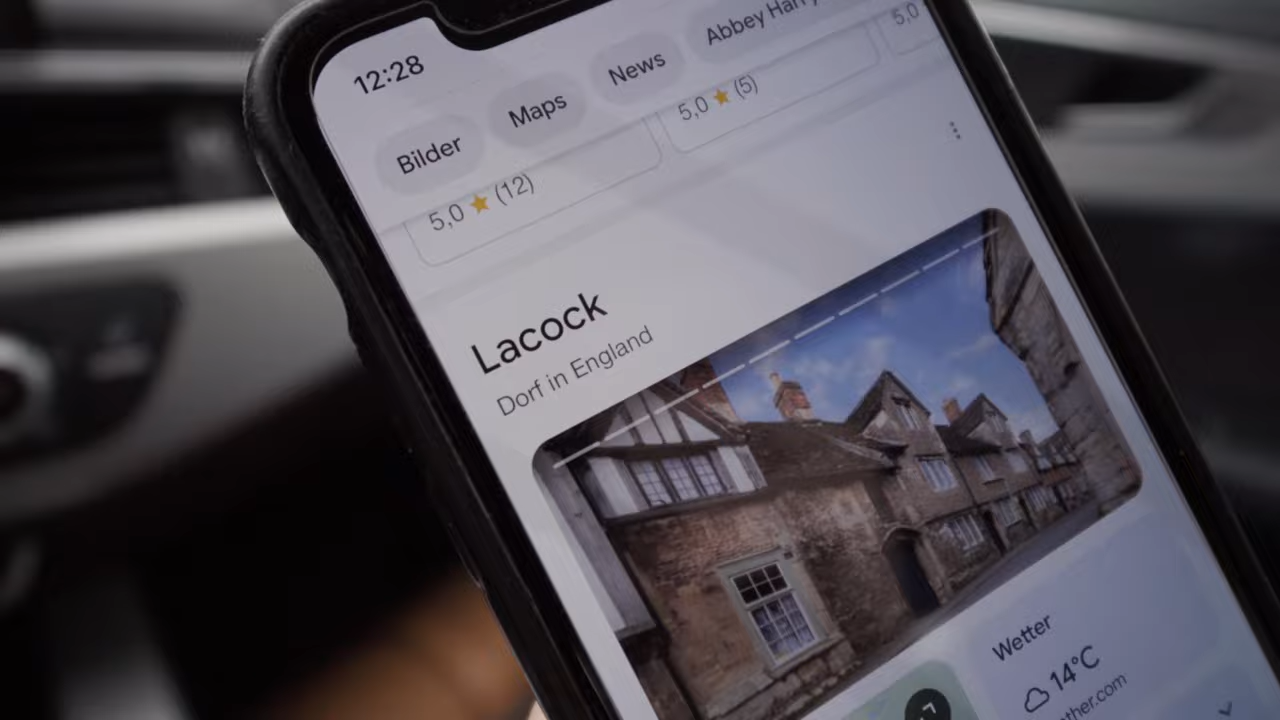 12:28
Bilder
Maps
News
Abbey Harry
5,0 ★ (12)
5,0 ★ (5)
5,0
Lacock
Dorf in England
Wetter
14°C